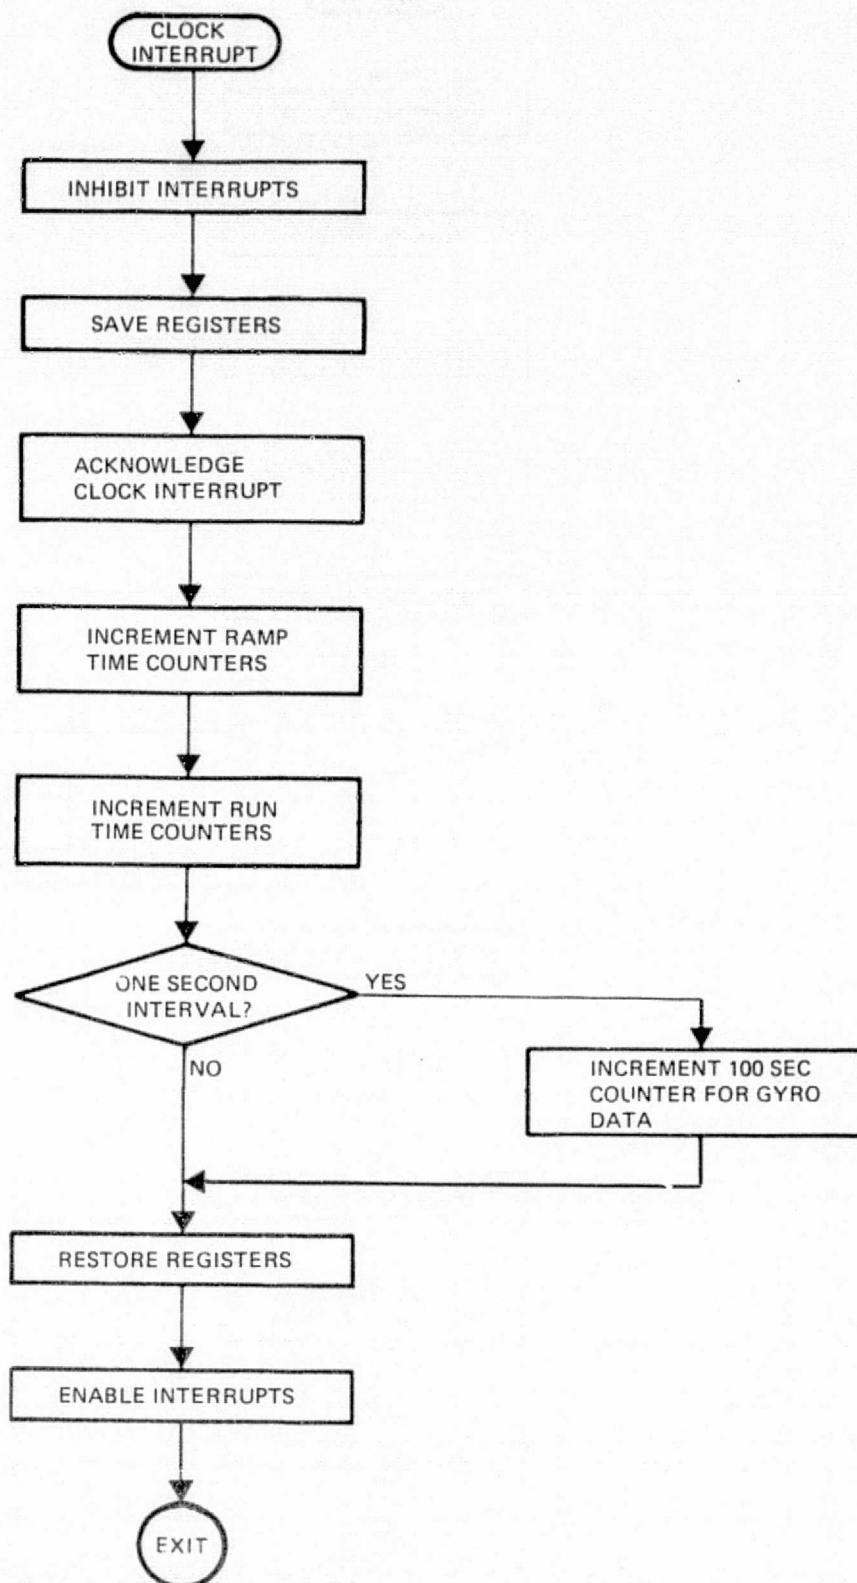 CLOCK
INTERRUPT
INHIBIT INTERRUPTS
SAVE REGISTERS
ACKNOWLEDGE
CLOCK INTERRUPT
INCREMENT RAMP
TIME COUNTERS
INCREMENT RUN
TIME COUNTERS
ONE SECOND
INTERVAL?
YES
NO
INCREMENT 100 SEC
COUNTER FOR GYRO
DATA
RESTORE REGISTERS
ENABLE INTERRUPTS
EXIT